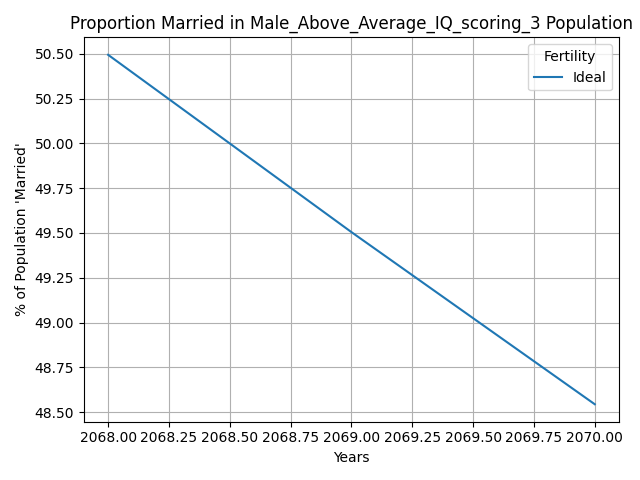 Proportion Married in Male_Above_Average_IQ_scoring_3 Population
Fertility
Ideal
% of Population 'Married'
50.50
50.25
50.00
49.75
49.50
49.25
49.00
48.75
48.50
2068.00 2068.25 2068.50 2068.75 2069.00 2069.25 2069.50 2069.75 2070.00
Years